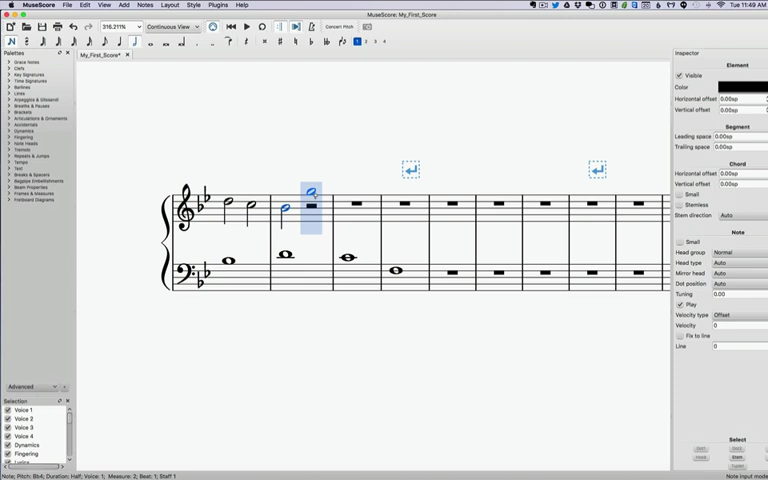 MuseScore File Edit View Add Notes Layout Style Plugins Help Tue 11:49 AM
MuseScore: My_First_Score
316.211% Continuous View Concert Pitch
1 2 3 4
Palettes
My_First_Score*
Grace Notes
Clefs
Key Signatures
Time Signatures
Barlines
Lines
Arpeggios & Glissandi
Breaths & Pauses
Brackets
Articulations & Ornaments
Accidentals
Dynamics
Fingering
Note Heads
Tremolo
Repeats & Jumps
Tempo
Text
Breaks & Spacers
Bagpipe Embellishments
Beam Properties
Frames & Measures
Fretboard Diagrams
Advanced
Selection
Voice 1
Voice 2
Voice 3
Voice 4
Dynamics
Fingering
Lyrics
Inspector
Element
Visible
Color
Horizontal offset 0.00sp
Vertical offset 0.00sp
Segment
Leading space 0.00sp
Trailing space 0.00sp
Chord
Horizontal offset 0.00sp
Vertical offset 0.00sp
Small
Stemless
Stem direction Auto
Note
Small
Head group Normal
Head type Auto
Mirror head Auto
Dot position Auto
Tuning 0.00
Play
Velocity type Offset
Velocity 0
Fix to line
Line 0
Select
Stem
Note; Pitch: Bb4; Duration: Half; Voice: 1; Measure: 2; Beat: 1; Staff 1
Note input mode